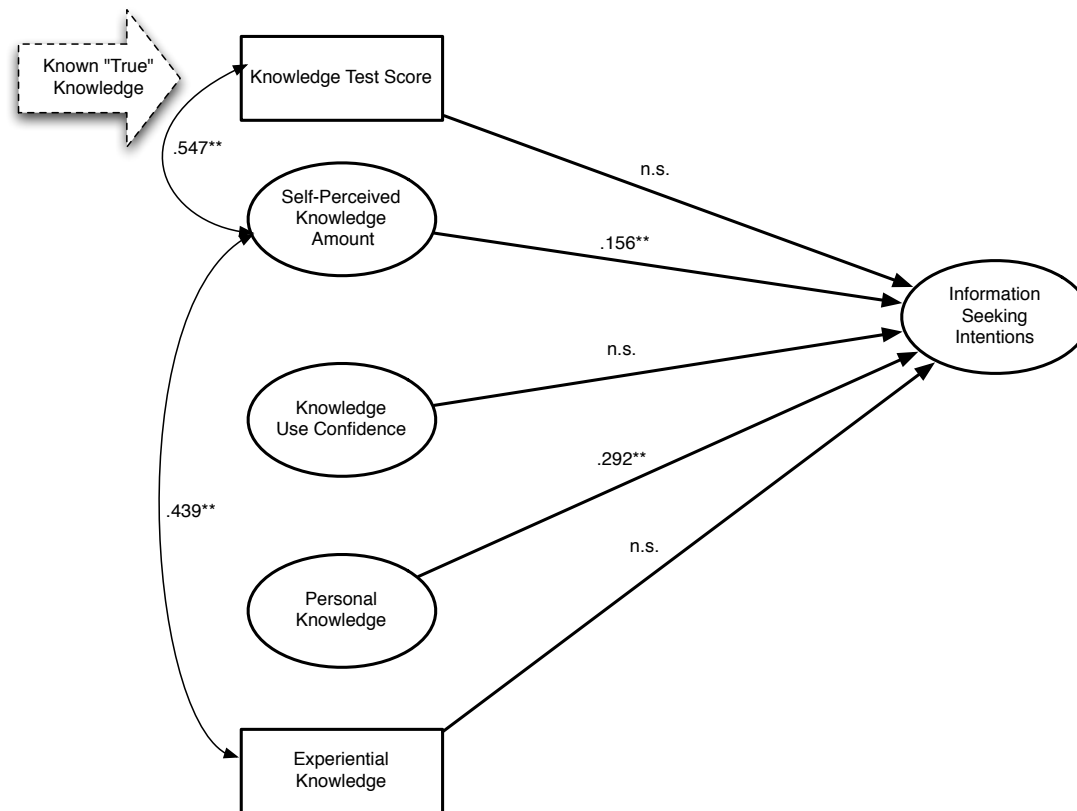 Known "True"
Knowledge
Knowledge Test Score
.547**
n.s.
Self-Perceived
Knowledge
Amount
.156**
Information
Seeking
Intentions
n.s.
Knowledge
Use Confidence
.292**
.439**
n.s.
Personal
Knowledge
Experiential
Knowledge